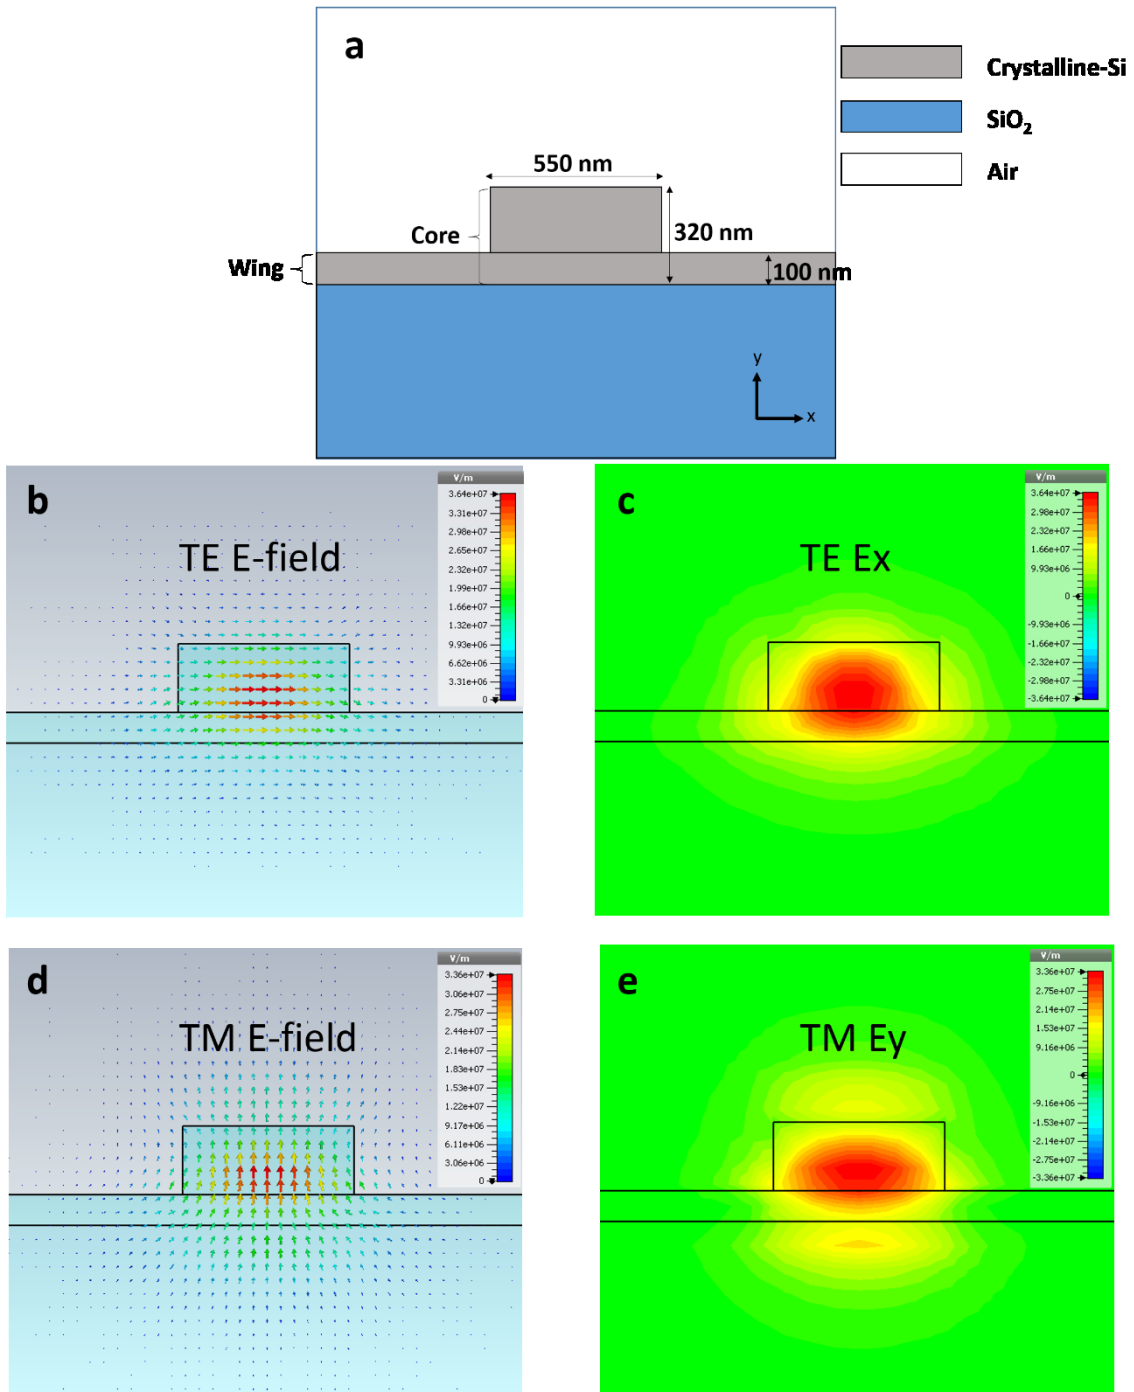 a
Crystalline-Si
SiO2
Air
550 nm
Core
320 nm
Wing
100 nm
y
x
b
TE E-field
V/m
3.64e+07
3.31e+07
2.98e+07
2.65e+07
2.32e+07
1.99e+07
1.66e+07
1.32e+07
9.93e+06
6.62e+06
3.31e+06
0
c
TE Ex
V/m
3.64e+07
2.98e+07
2.32e+07
1.66e+07
9.93e+06
0
-9.93e+06
-1.66e+07
-2.32e+07
-2.98e+07
-3.64e+07
d
TM E-field
V/m
3.36e+07
3.06e+07
2.75e+07
2.44e+07
2.14e+07
1.83e+07
1.53e+07
1.22e+07
9.17e+06
6.11e+06
3.06e+06
0
e
TM Ey
V/m
3.36e+07
2.75e+07
2.14e+07
1.53e+07
9.16e+06
0
-9.16e+06
-1.53e+07
-2.14e+07
-2.75e+07
-3.36e+07